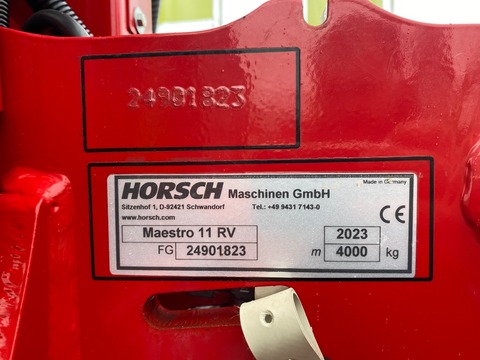 24901823
HORSCH Maschinen GmbH
Made in Germany
Sitzenhof 1, D-92421 Schwandorf Tel.: +49 9431 7143-0
www.horsch.com
CE
Maestro 11 RV 2023
FG 24901823 m 4000 kg